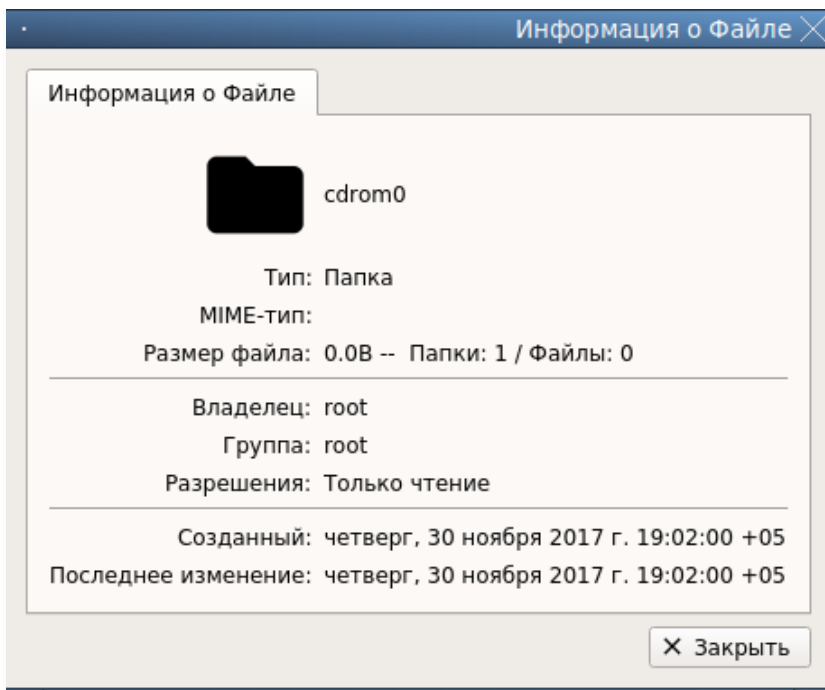 Информация о Файле
Информация о Файле
cdrom0
Тип: Папка
MIME-тип:
Размер файла: 0.0B -- Папки: 1 / Файлы: 0
Владелец: root
Группа: root
Разрешения: Только чтение
Созданный: четверг, 30 ноября 2017 г. 19:02:00 +05
Последнее изменение: четверг, 30 ноября 2017 г. 19:02:00 +05
Закрыть